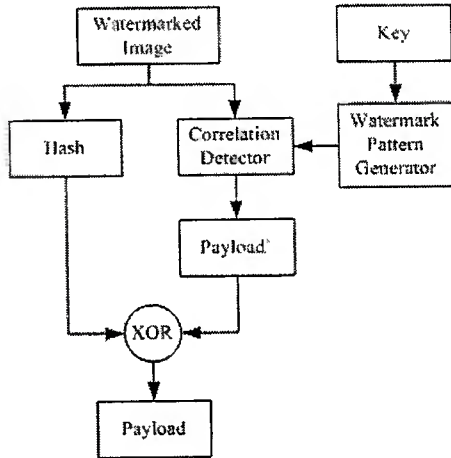 Watermarked
Image
Key
Hash
Correlation
Detector
Watermark
Pattern
Generator
Payload*
XOR
Payload